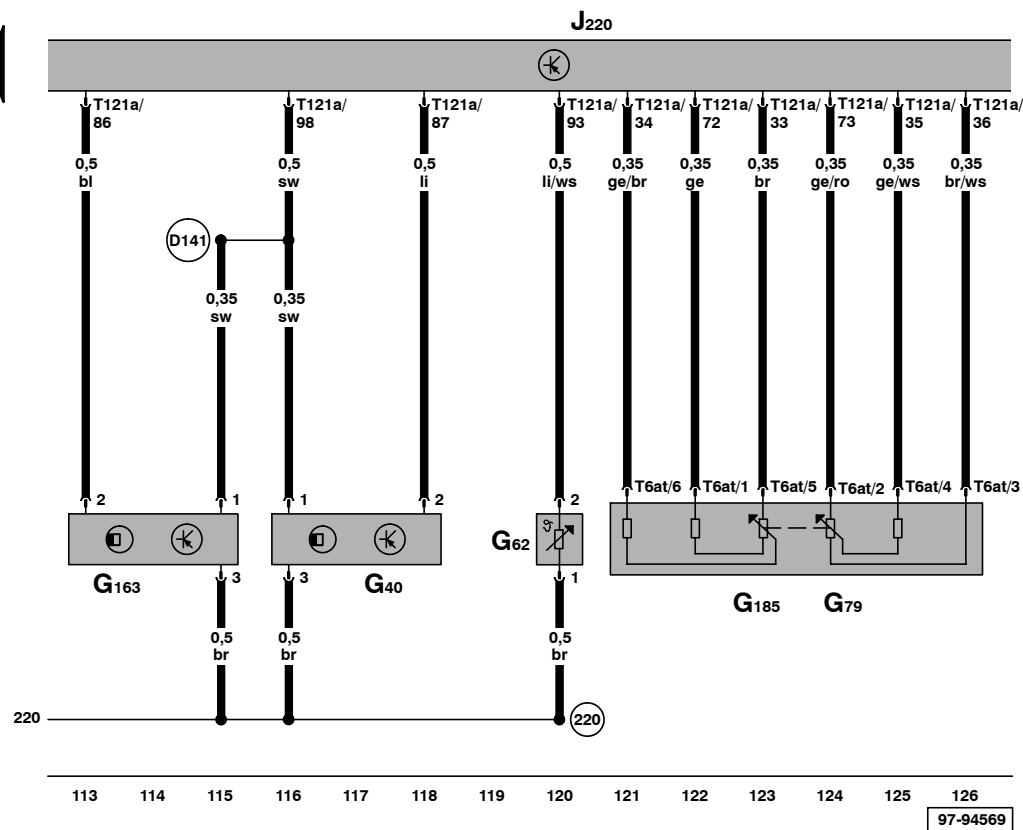 J220
T121a/ T121a/ T121a/ T121a/ T121a/ T121a/ T121a/ T121a/ T121a/ T121a/
86 98 87 93 34 72 33 73 35 36
0,5 0,5 0,5 0,5 0,35 0,35 0,35 0,35 0,35 0,35
bl sw li li/ws ge/br ge br ge/ro ge/ws br/ws
D141
0,35 0,35
sw sw
T6at/6 T6at/1 T6at/5 T6at/2 T6at/4 T6at/3
2 1 1 2 2
ϑ
G62
3 3 1
G163 G40
G185 G79
0,5 0,5 0,5
br br br
220 220
113 114 115 116 117 118 119 120 121 122 123 124 125 126
97-94569